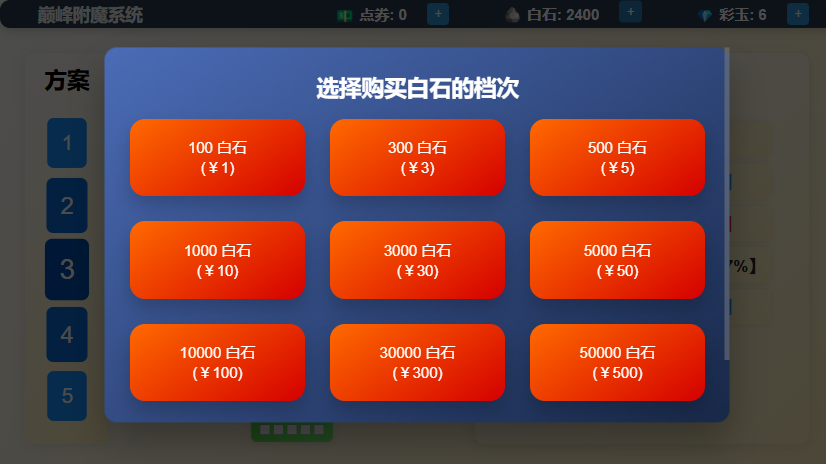 巅峰附魔系统
点券: 0
+
白石: 2400
+
彩玉: 6
+
方案
选择购买白石的档次
1
2
3
4
5
100 白石
(￥1)
300 白石
(￥3)
500 白石
(￥5)
1000 白石
(￥10)
3000 白石
(￥30)
5000 白石
(￥50)
10000 白石
(￥100)
30000 白石
(￥300)
50000 白石
(￥500)
7%】